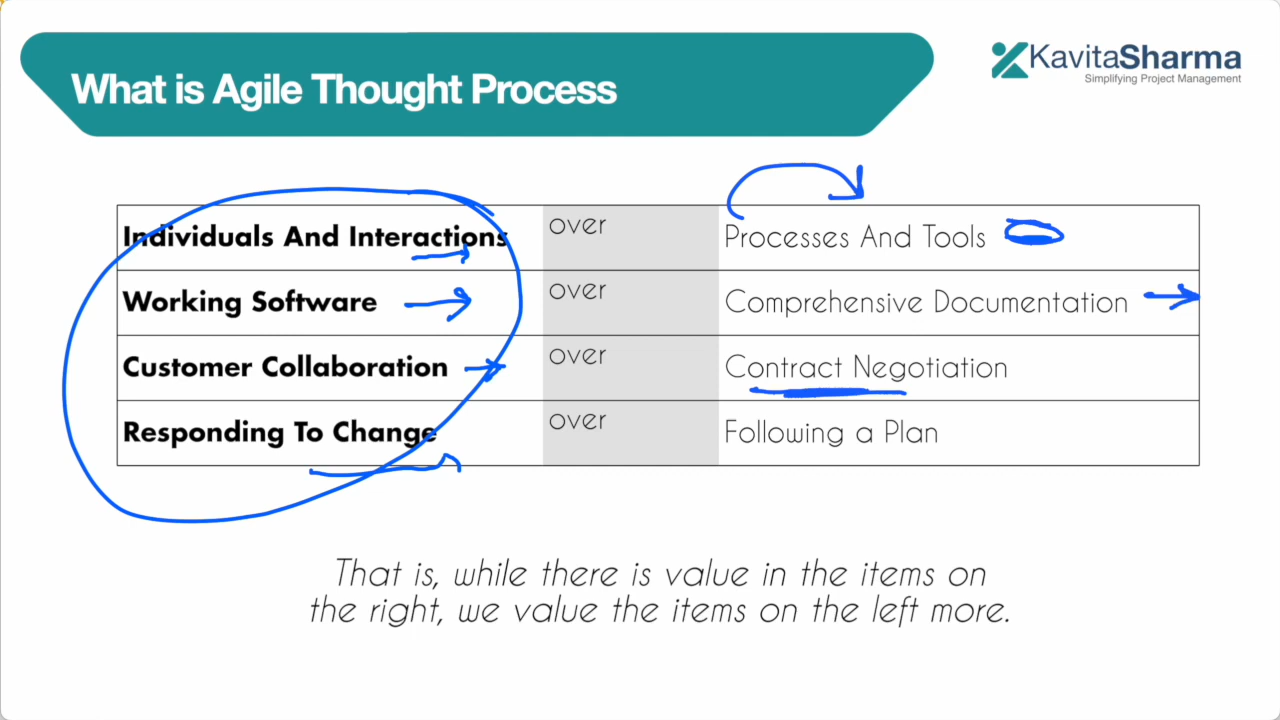 What is Agile Thought Process
KavitaSharma
Simplifying Project Management
Individuals And Interactions over Processes And Tools
Working Software over Comprehensive Documentation
Customer Collaboration over Contract Negotiation
Responding To Change over Following a Plan
That is, while there is value in the items on
the right, we value the items on the left more.